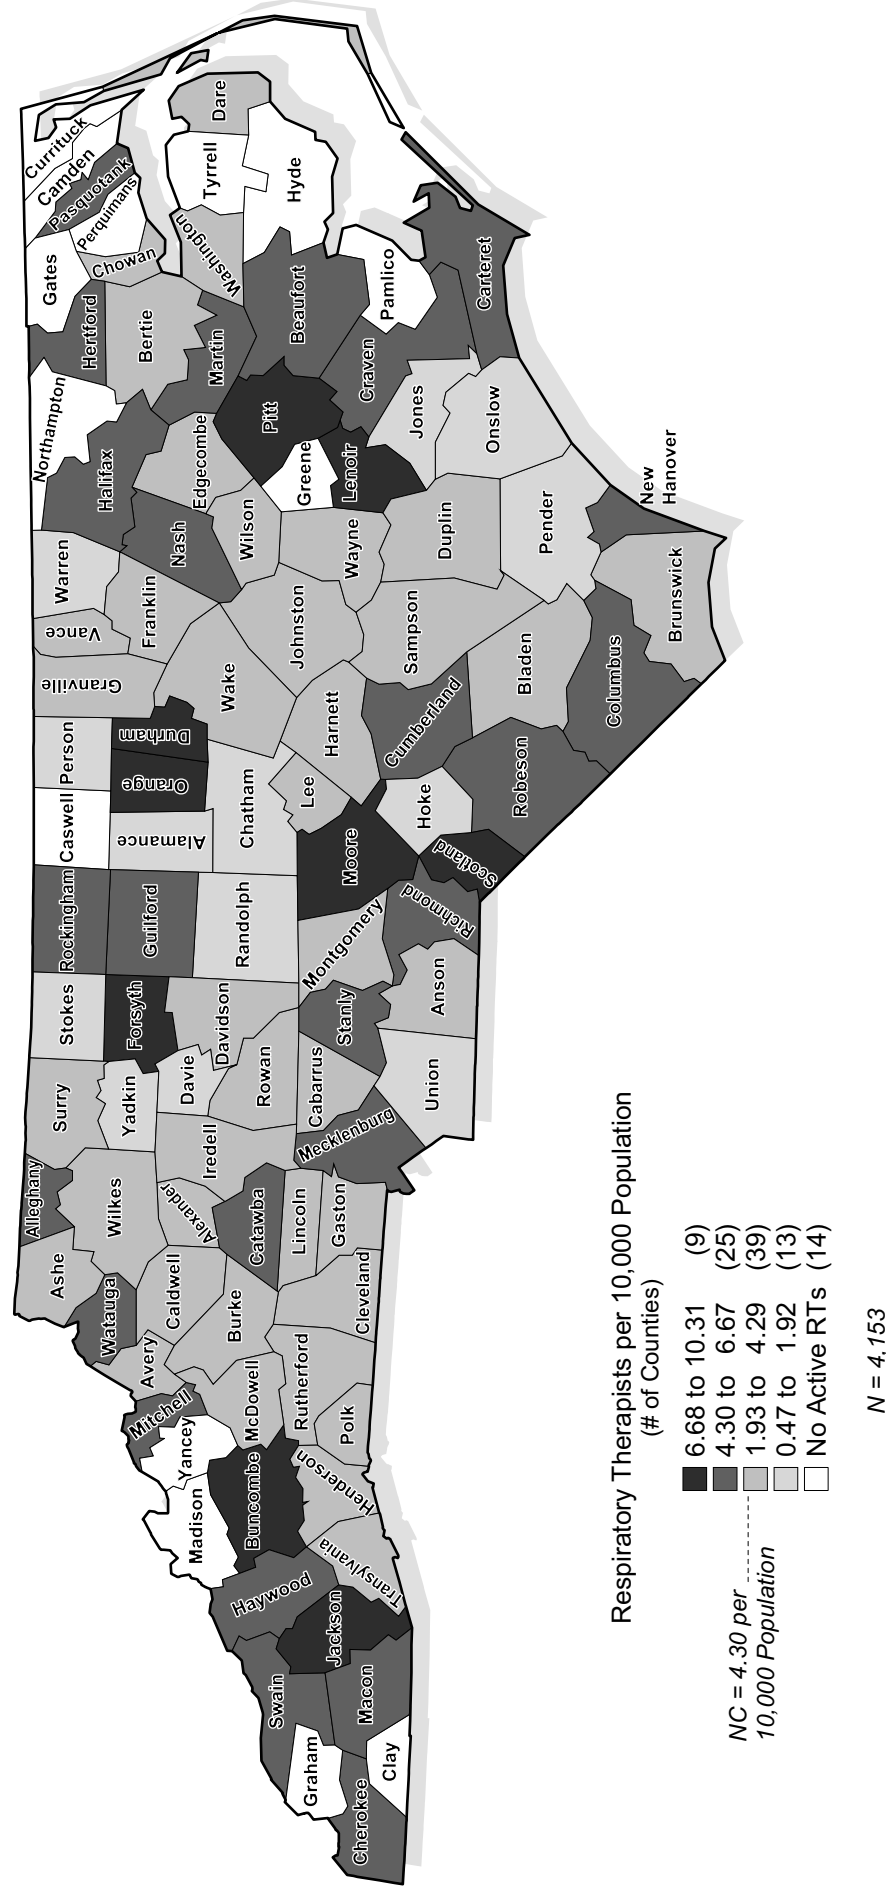 Cherokee
Graham
Clay
Swain
Macon
Jackson
Haywood
Transylvania
Madison
Buncombe
Henderson
Yancey
Mitchell
Avery
McDowell
Rutherford
Polk
Watauga
Ashe
Alleghany
Caldwell
Burke
Cleveland
Wilkes
Alexander
Catawba
Lincoln
Gaston
Surry
Yadkin
Iredell
Mecklenburg
Stokes
Forsyth
Davie
Davidson
Rowan
Cabarrus
Union
Stanly
Anson
Rockingham
Guilford
Randolph
Montgomery
Richmond
Caswell
Alamance
Chatham
Moore
Scotland
Hoke
Lee
Person
Orange
Durham
Wake
Harnett
Cumberland
Robeson
Granville
Vance
Warren
Franklin
Johnston
Sampson
Bladen
Columbus
Brunswick
Northampton
Halifax
Nash
Wilson
Wayne
Duplin
Pender
New
Hanover
Edgecombe
Pitt
Greene
Lenoir
Jones
Onslow
Craven
Hertford
Bertie
Martin
Beaufort
Pamlico
Carteret
Gates
Chowan
Perquimans
Pasquotank
Camden
Currituck
Washington
Tyrrell
Hyde
Dare
Respiratory Therapists per 10,000 Population
(# of Counties)
6.68 to 10.31 (9)
4.30 to 6.67 (25)
1.93 to 4.29 (39)
0.47 to 1.92 (13)
No Active RTs (14)
NC = 4.30 per
10,000 Population
N = 4,153